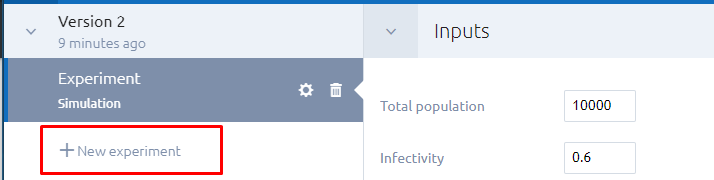 Version 2
9 minutes ago
Experiment
Simulation
New experiment
Inputs
Total population 10000
Infectivity 0.6